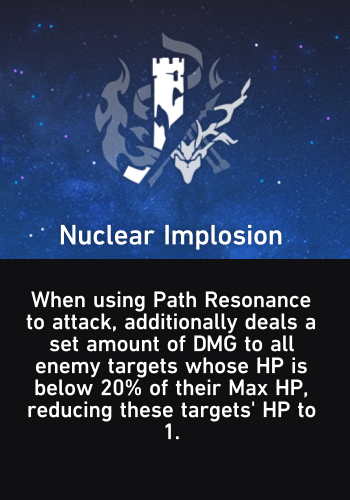 Nuclear Implosion
When using Path Resonance
to attack, additionally deals a
set amount of DMG to all
enemy targets whose HP is
below 20% of their Max HP,
reducing these targets' HP to
1.